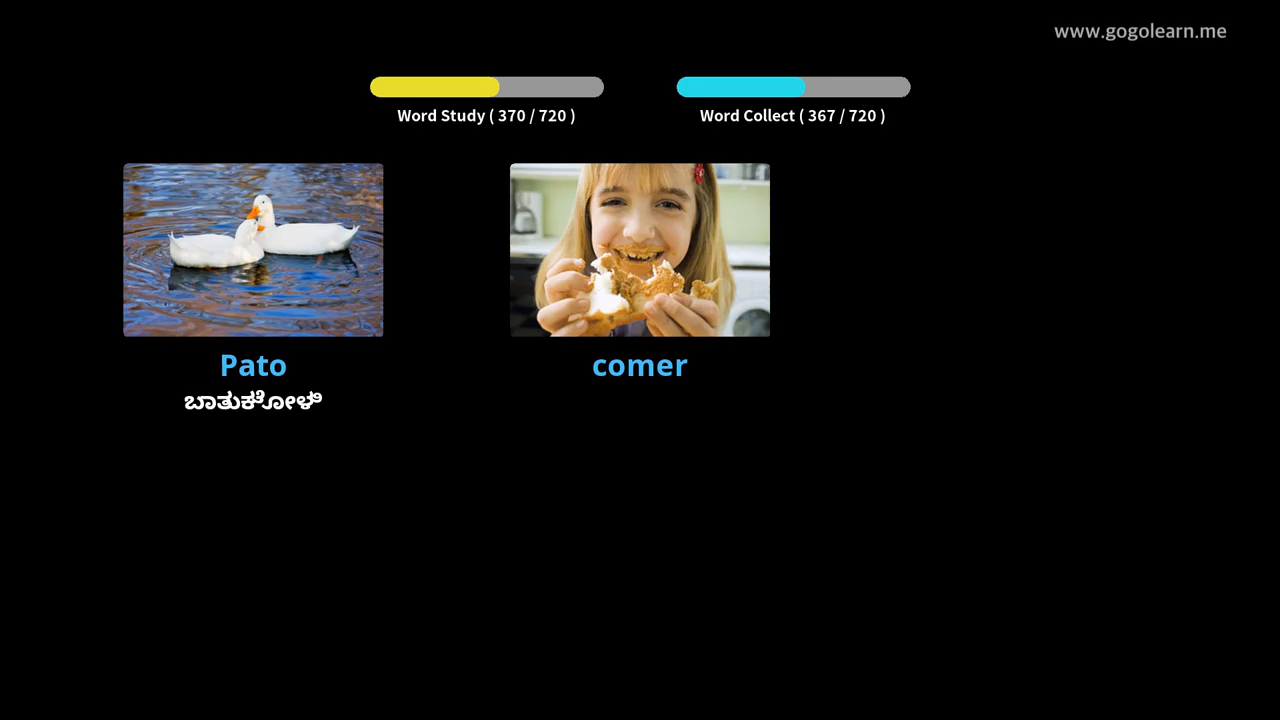 www.gogolearn.me
Word Study ( 370 / 720 )
Word Collect ( 367 / 720 )
Pato
ಬಾತುಕೋಳಿ
comer